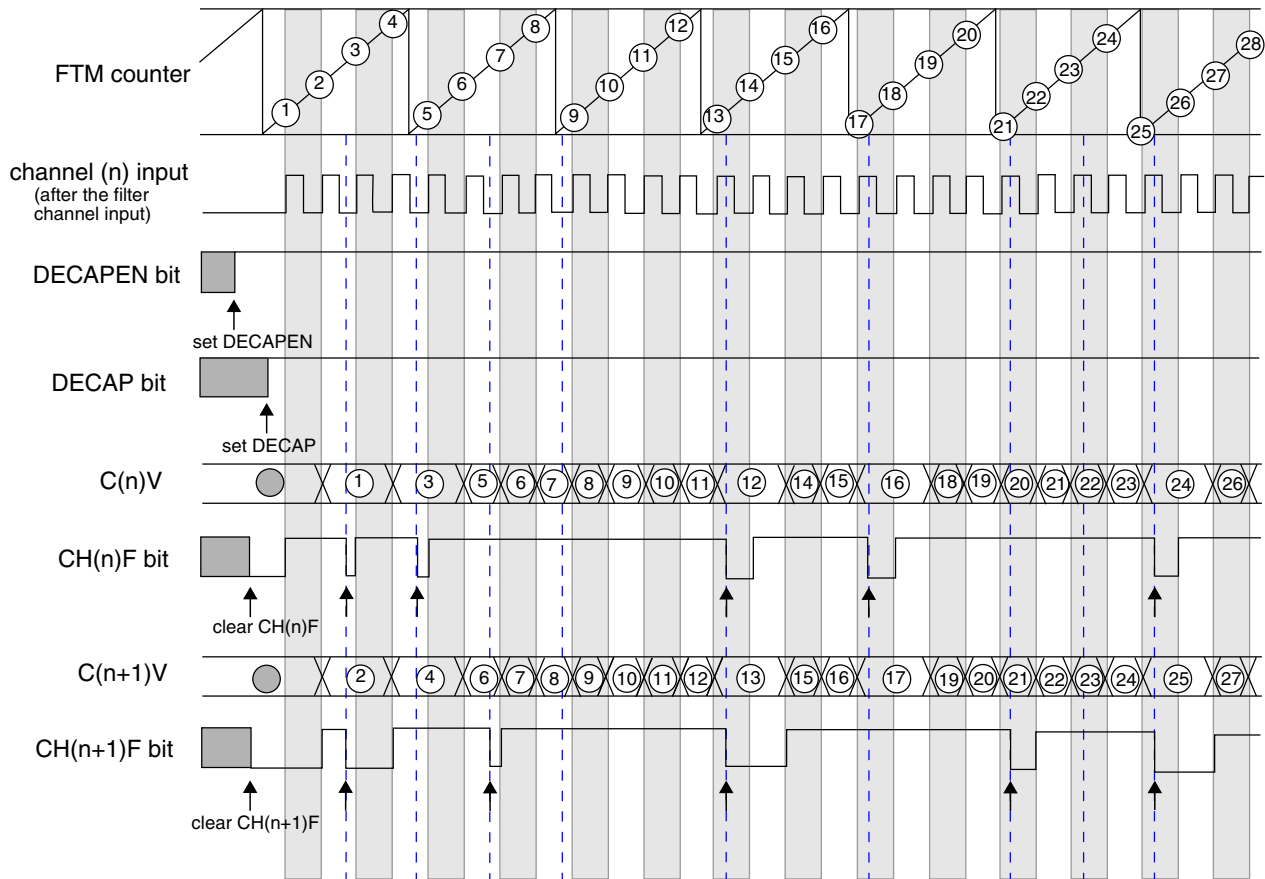 4 8 12 16 20 24 28
3 7 11 15 19 23 27
2 6 10 14 18 22 26
1 5 9 13 17 21 25
FTM counter
channel (n) input
(after the filter
channel input)
DECAPEN bit
set DECAPEN
DECAP bit
set DECAP
C(n)V 1 3 5 6 7 8 9 10 11 12 14 15 16 18 19 20 21 22 23 24 26
CH(n)F bit
clear CH(n)F
C(n+1)V 2 4 6 7 8 9 10 11 12 13 15 16 17 19 20 21 22 23 24 25 27
CH(n+1)F bit
clear CH(n+1)F